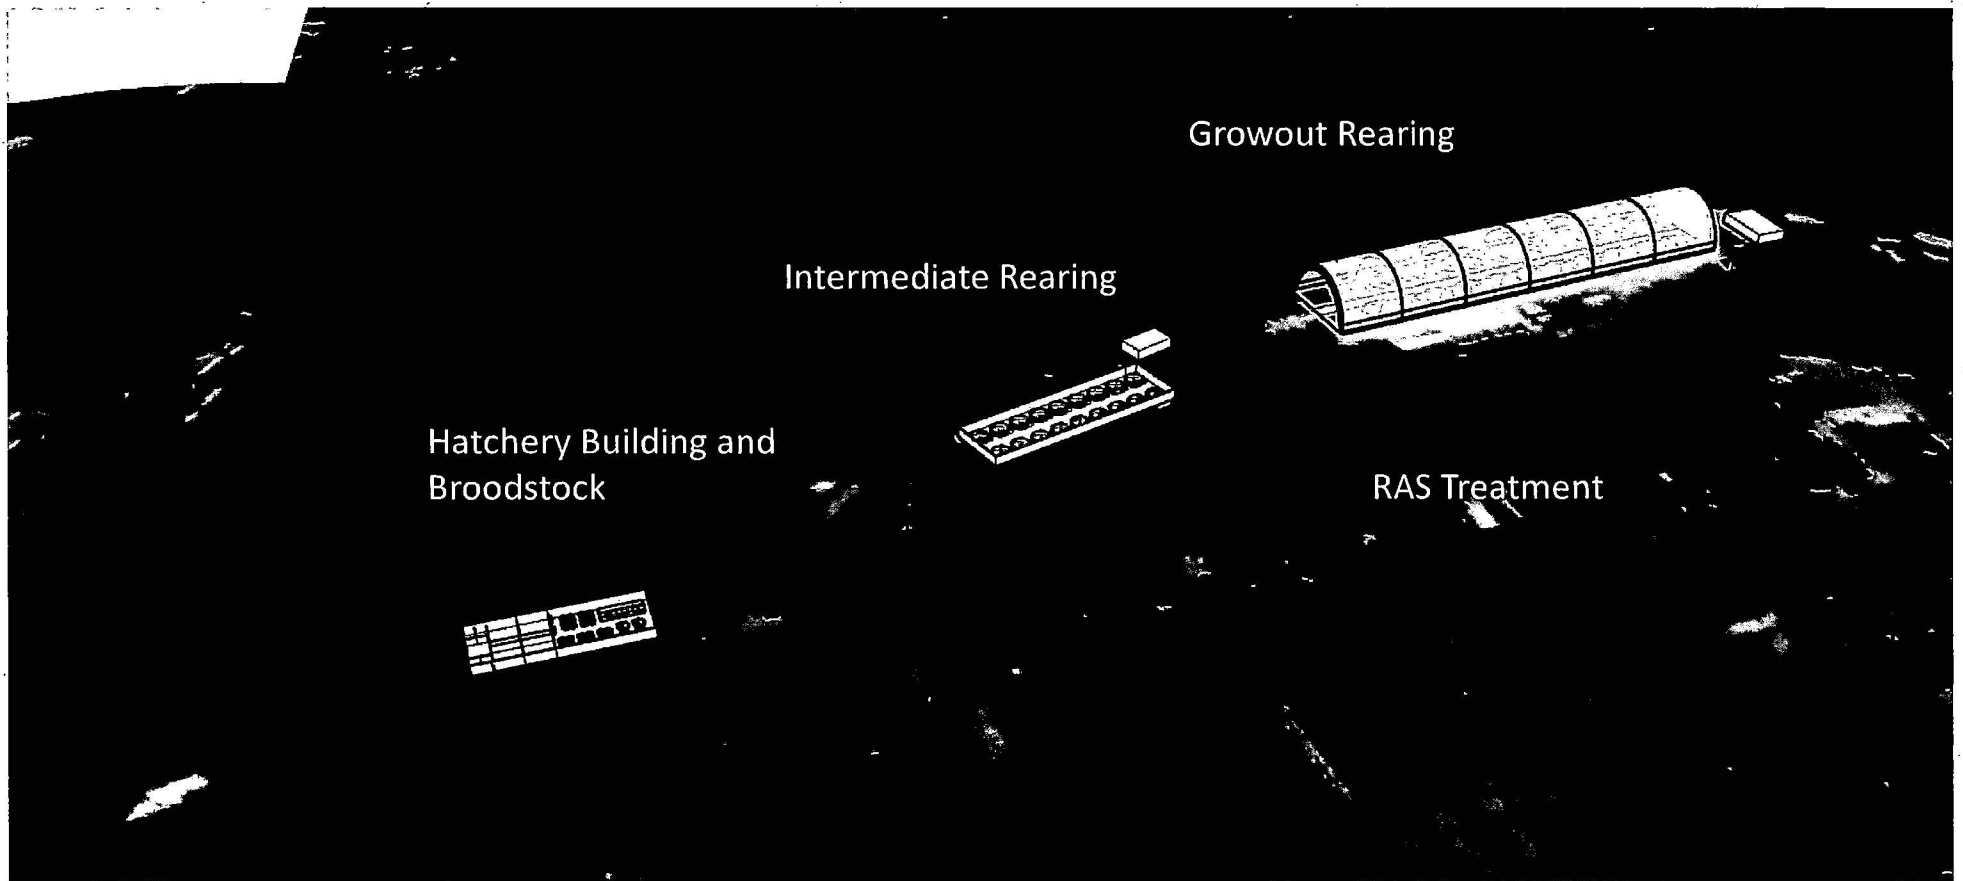 Growout Rearing
Intermediate Rearing
Hatchery Building and
Broodstock
RAS Treatment